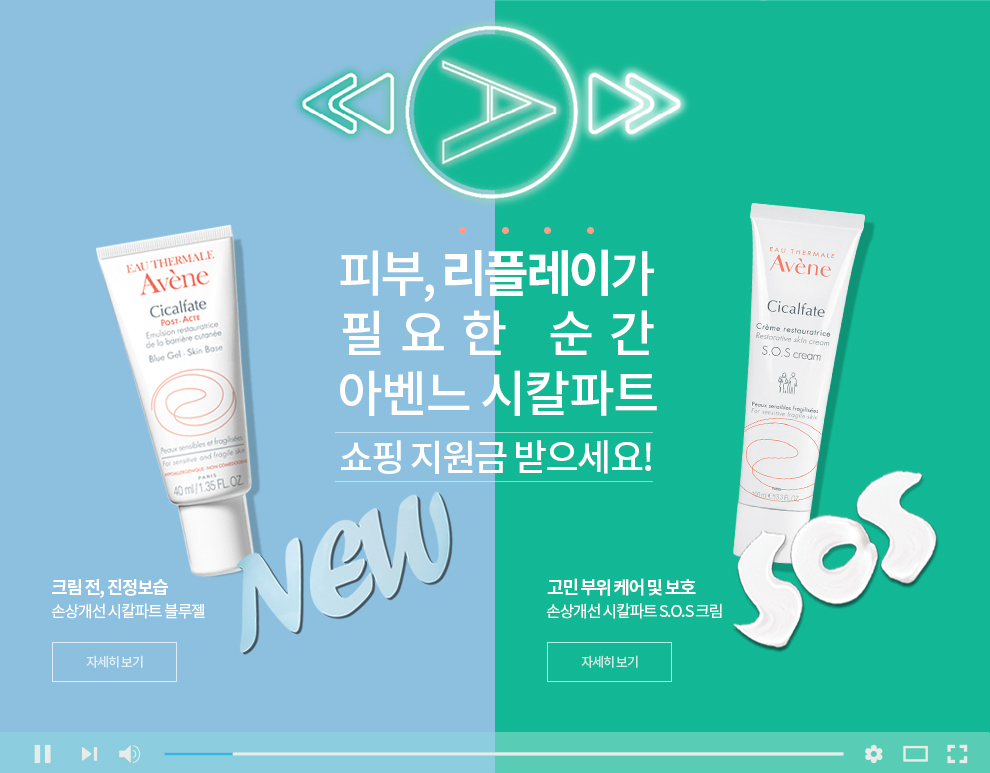 A
피부, 리플레이가
필요한 순간
아벤느 시칼파트
쇼핑 지원금 받으세요!
EAU THERMALE
Avène
Cicalfate
POST-ACTE
Emulsion restauratrice
de la barrière cutanée
Blue Gel - Skin Base
Peaux sensibles et fragilisées
For sensitive and fragile skin
HYPOALLERGÉNIQUE. NON COMÉDOGÈNE
PARIS
40 ml/1.35 FL.OZ.
NEW
크림 전, 진정보습
손상개선 시칼파트 블루젤
자세히 보기
EAU THERMALE
Avène
Cicalfate
Crème restauratrice
Restorative skin cream
S.O.S cream
Peaux sensibles fragilisées
For sensitive fragile skin
SOS
고민 부위 케어 및 보호
손상개선 시칼파트 S.O.S 크림
자세히 보기